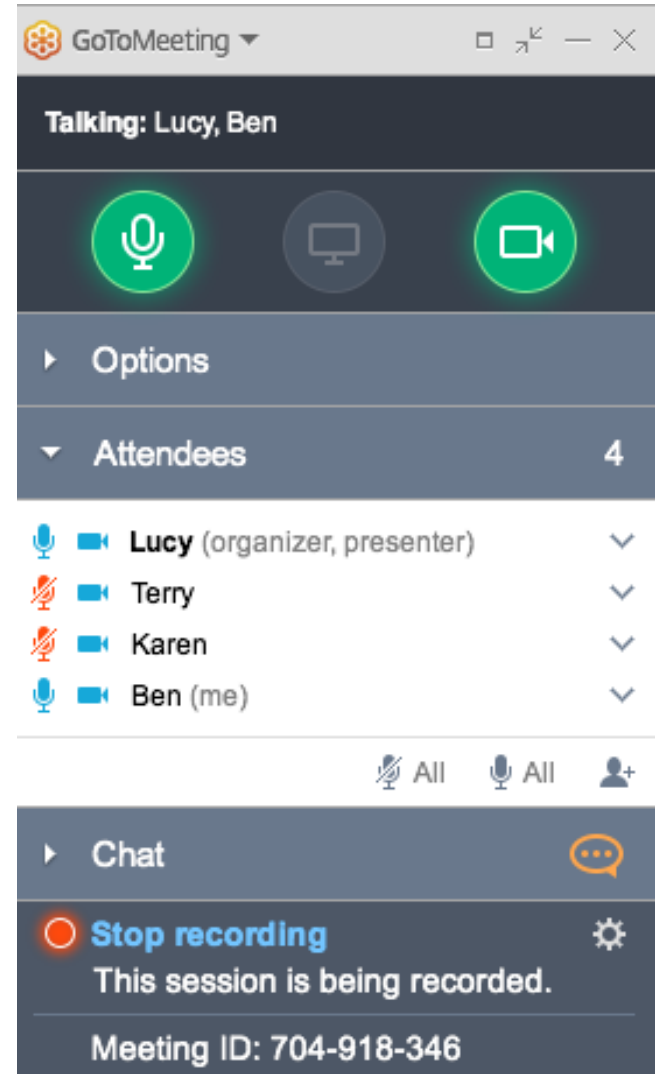 GoToMeeting
Talking: Lucy, Ben
Options
Attendees 4
Lucy (organizer, presenter)
Terry
Karen
Ben (me)
All All
Chat
Stop recording
This session is being recorded.
Meeting ID: 704-918-346